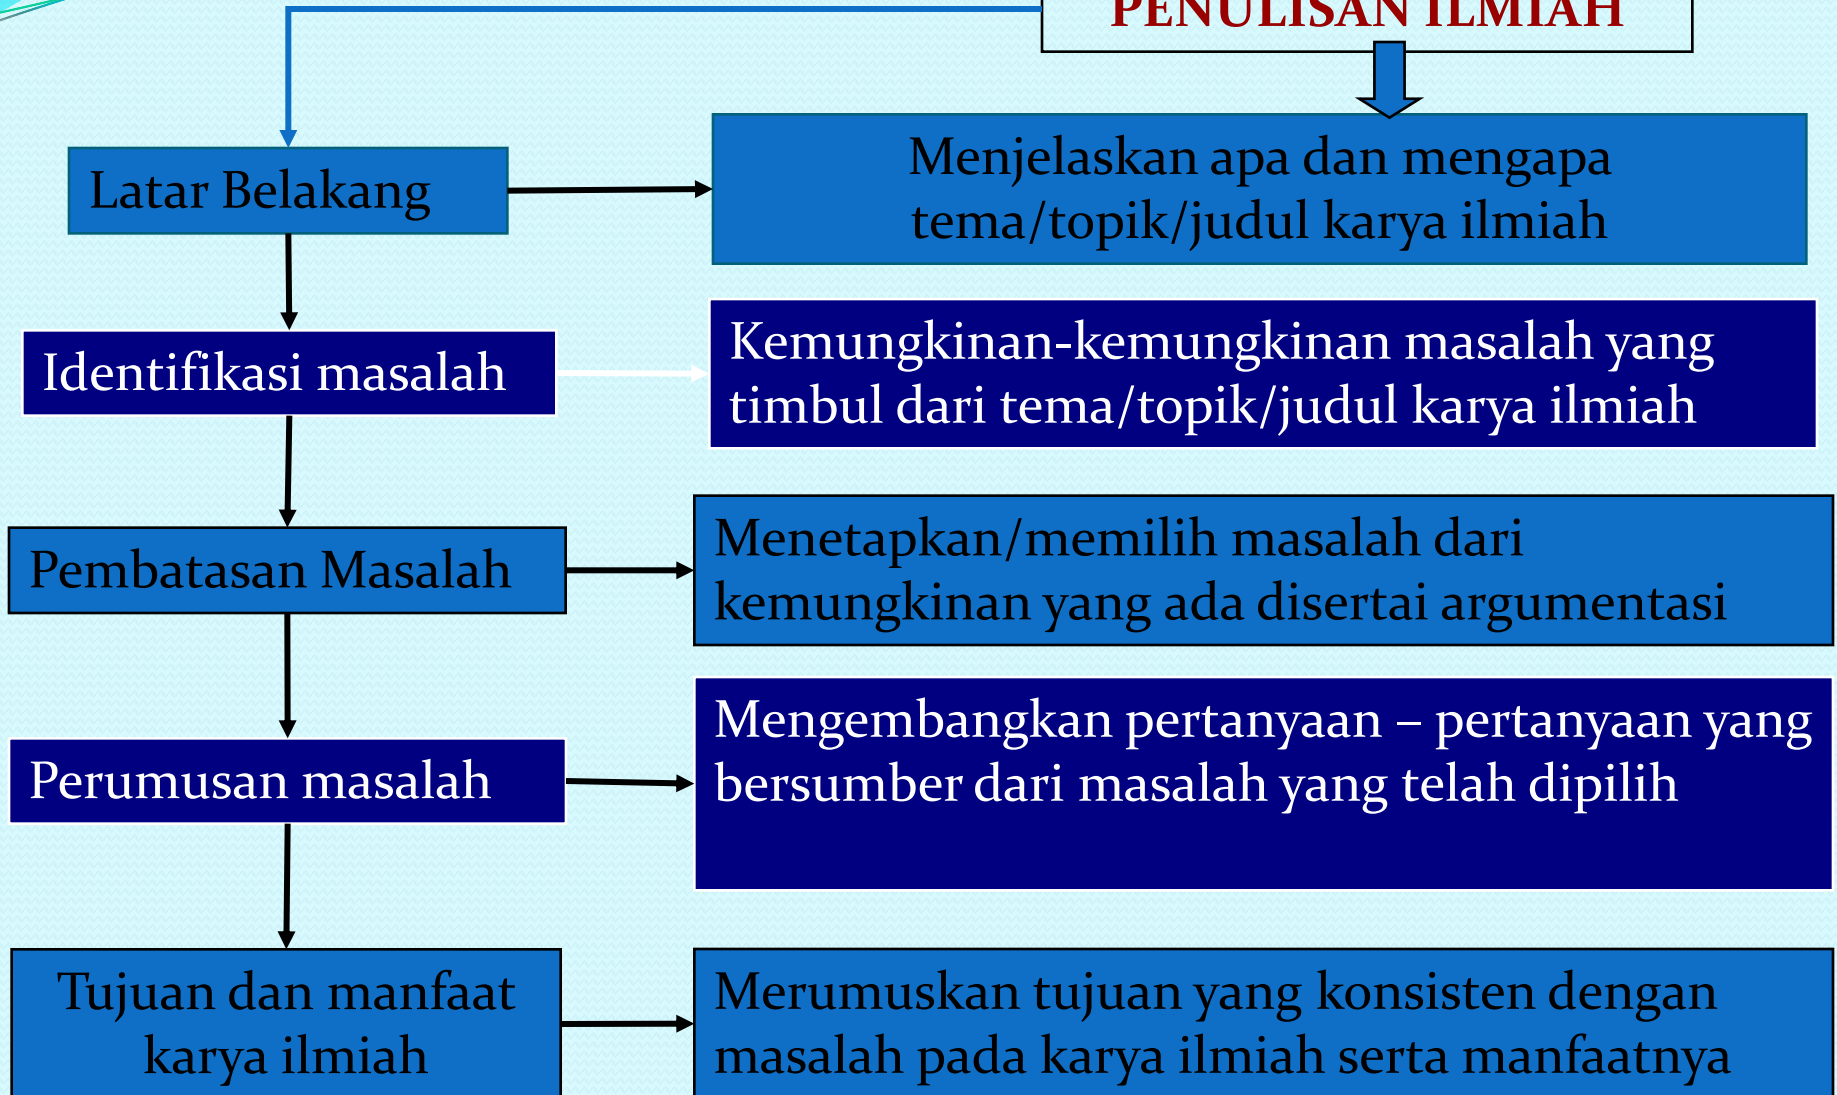 PENULISAN ILMIAH
Latar Belakang
Menjelaskan apa dan mengapa
tema/topik/judul karya ilmiah
Identifikasi masalah
Kemungkinan-kemungkinan masalah yang
timbul dari tema/topik/judul karya ilmiah
Pembatasan Masalah
Menetapkan/memilih masalah dari
kemungkinan yang ada disertai argumentasi
Perumusan masalah
Mengembangkan pertanyaan – pertanyaan yang
bersumber dari masalah yang telah dipilih
Tujuan dan manfaat
karya ilmiah
Merumuskan tujuan yang konsisten dengan
masalah pada karya ilmiah serta manfaatnya